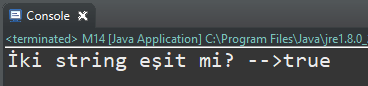 Console
<terminated> M14 [Java Application] C:\Program Files\Java\jre1.8.0_
İki string eşit mi? -->true